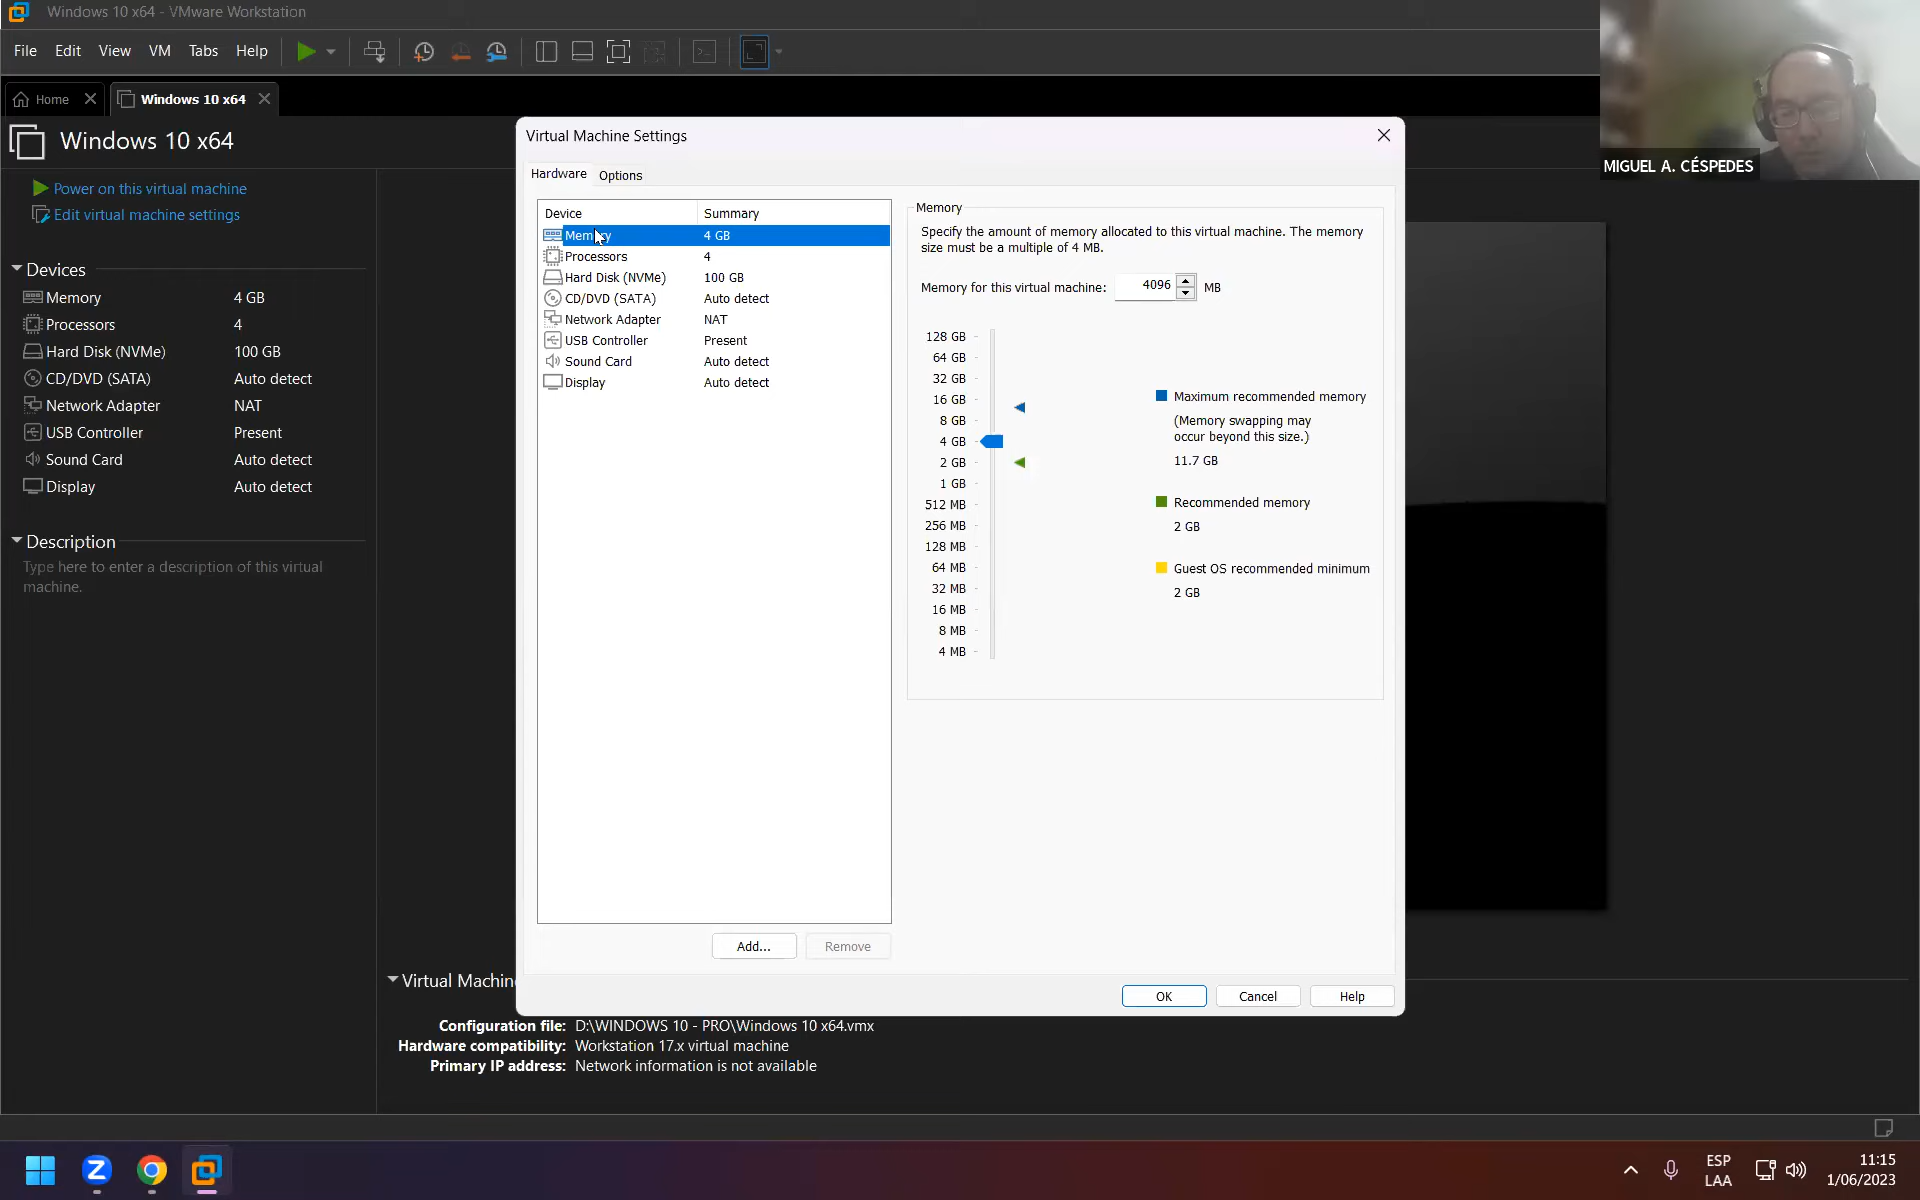 Windows 10 x64 - VMware Workstation
File Edit View VM Tabs Help
Home
Windows 10 x64
Windows 10 x64
Power on this virtual machine
Edit virtual machine settings
Devices
Memory 4 GB
Processors 4
Hard Disk (NVMe) 100 GB
CD/DVD (SATA) Auto detect
Network Adapter NAT
USB Controller Present
Sound Card Auto detect
Display Auto detect
Description
Type here to enter a description of this virtual
machine.
Virtual Machine Settings
Hardware Options
Device Summary
Memory 4 GB
Processors 4
Hard Disk (NVMe) 100 GB
CD/DVD (SATA) Auto detect
Network Adapter NAT
USB Controller Present
Sound Card Auto detect
Display Auto detect
Add...
Remove
Memory
Specify the amount of memory allocated to this virtual machine. The memory
size must be a multiple of 4 MB.
Memory for this virtual machine: 4096 MB
128 GB
64 GB
32 GB
16 GB
8 GB
4 GB
2 GB
1 GB
512 MB
256 MB
128 MB
64 MB
32 MB
16 MB
8 MB
4 MB
Maximum recommended memory
(Memory swapping may
occur beyond this size.)
11.7 GB
Recommended memory
2 GB
Guest OS recommended minimum
2 GB
OK
Cancel
Help
Virtual Machin
Configuration file: D:\WINDOWS 10 - PRO\Windows 10 x64.vmx
Hardware compatibility: Workstation 17.x virtual machine
Primary IP address: Network information is not available
MIGUEL A. CÉSPEDES
Z
ESP
LAA
11:15
1/06/2023